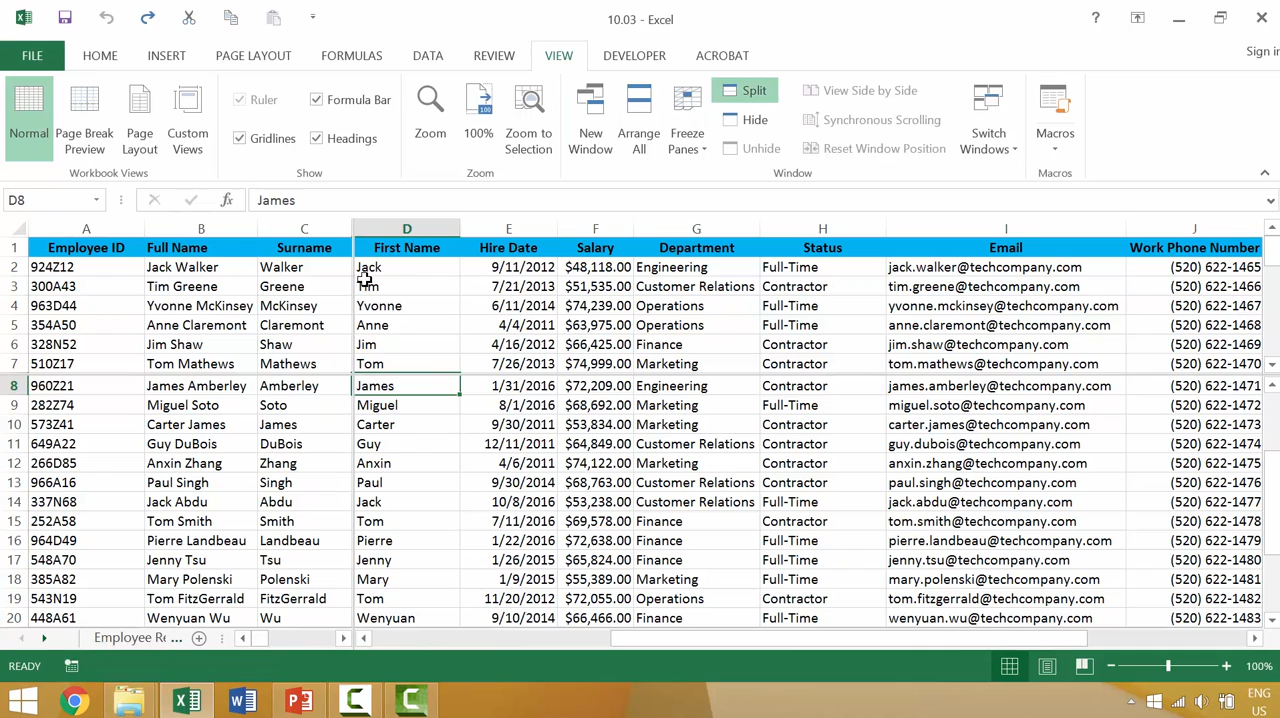 10.03 - Excel
FILE HOME INSERT PAGE LAYOUT FORMULAS DATA REVIEW VIEW DEVELOPER ACROBAT Sign in
Normal
Page Break Preview
Page Layout
Custom Views
Workbook Views
Ruler Formula Bar
Gridlines Headings
Show
Zoom
100%
Zoom to Selection
Zoom
New Window
Arrange All
Freeze Panes
Split
Hide
Unhide
View Side by Side
Synchronous Scrolling
Reset Window Position
Window
Switch Windows
Macros
Macros
D8 fx James
A B C D E F G H I J
1 Employee ID Full Name Surname First Name Hire Date Salary Department Status Email Work Phone Number
2 924Z12 Jack Walker Walker Jack 9/11/2012 $48,118.00 Engineering Full-Time jack.walker@techcompany.com (520) 622-1465
3 300A43 Tim Greene Greene Tim 7/21/2013 $51,535.00 Customer Relations Full-Time tim.greene@techcompany.com (520) 622-1466
4 963D44 Yvonne McKinsey McKinsey Yvonne 6/11/2014 $74,239.00 Operations Full-Time yvonne.mckinsey@techcompany.com (520) 622-1467
5 354A50 Anne Claremont Claremont Anne 4/4/2011 $63,975.00 Operations Full-Time anne.claremont@techcompany.com (520) 622-1468
6 328N52 Jim Shaw Shaw Jim 4/16/2012 $66,425.00 Finance Contractor jim.shaw@techcompany.com (520) 622-1469
7 510Z17 Tom Mathews Mathews Tom 7/26/2013 $74,999.00 Marketing Contractor tom.mathews@techcompany.com (520) 622-1470
8 960Z21 James Amberley Amberley James 1/31/2016 $72,209.00 Engineering Contractor james.amberley@techcompany.com (520) 622-1471
9 282Z74 Miguel Soto Soto Miguel 8/1/2016 $68,692.00 Marketing Full-Time miguel.soto@techcompany.com (520) 622-1472
10 573Z41 Carter James James Carter 9/30/2011 $53,834.00 Marketing Contractor carter.james@techcompany.com (520) 622-1473
11 649A22 Guy DuBois DuBois Guy 12/11/2011 $64,849.00 Customer Relations Contractor guy.dubois@techcompany.com (520) 622-1474
12 266D85 Anxin Zhang Zhang Anxin 4/6/2011 $74,122.00 Marketing Contractor anxin.zhang@techcompany.com (520) 622-1475
13 966A16 Paul Singh Singh Paul 9/30/2014 $68,763.00 Customer Relations Contractor paul.singh@techcompany.com (520) 622-1476
14 337N68 Jack Abdu Abdu Jack 10/8/2016 $53,238.00 Customer Relations Full-Time jack.abdu@techcompany.com (520) 622-1477
15 252A58 Tom Smith Smith Tom 7/11/2016 $69,578.00 Finance Contractor tom.smith@techcompany.com (520) 622-1478
16 964D49 Pierre Landbeau Landbeau Pierre 1/22/2016 $72,638.00 Finance Full-Time pierre.landbeau@techcompany.com (520) 622-1479
17 548A70 Jenny Tsu Tsu Jenny 1/26/2015 $65,824.00 Finance Full-Time jenny.tsu@techcompany.com (520) 622-1480
18 385A82 Mary Polenski Polenski Mary 1/9/2015 $55,389.00 Marketing Full-Time mary.polenski@techcompany.com (520) 622-1481
19 543N19 Tom FitzGerrald FitzGerrald Tom 11/20/2012 $72,055.00 Operations Contractor tom.fitzgerrald@techcompany.com (520) 622-1482
20 448A61 Wenyuan Wu Wu Wenyuan 9/10/2014 $66,466.00 Finance Full-Time wenyuan.wu@techcompany.com (520) 622-1483
Employee Re ...
READY 100%
ENG
US